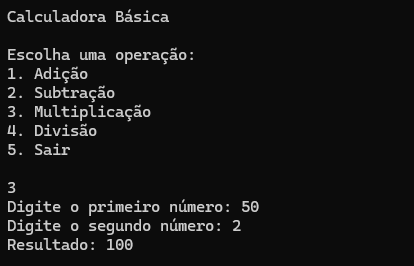 Calculadora Básica
Escolha uma operação:
1. Adição
2. Subtração
3. Multiplicação
4. Divisão
5. Sair
3
Digite o primeiro número: 50
Digite o segundo número: 2
Resultado: 100